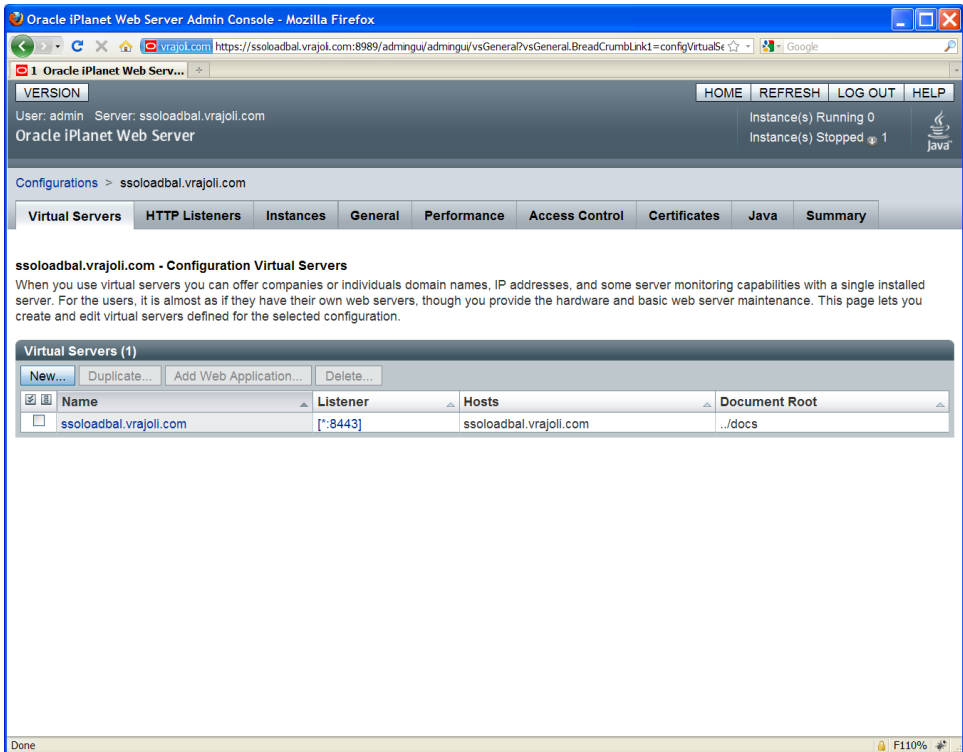 Oracle iPlanet Web Server Admin Console - Mozilla Firefox
vrajoli.com https://ssoloadbal.vrajoli.com:8989/admingui/admingui/vsGeneral?vsGeneral.BreadCrumbLink1=configVirtualSe
Google
1 Oracle iPlanet Web Serv...
VERSION HOME REFRESH LOG OUT HELP
User: admin Server: ssoloadbal.vrajoli.com Instance(s) Running 0
Oracle iPlanet Web Server Instance(s) Stopped 1
Java
Configurations > ssoloadbal.vrajoli.com
Virtual Servers HTTP Listeners Instances General Performance Access Control Certificates Java Summary
ssoloadbal.vrajoli.com - Configuration Virtual Servers
When you use virtual servers you can offer companies or individuals domain names, IP addresses, and some server monitoring capabilities with a single installed
server. For the users, it is almost as if they have their own web servers, though you provide the hardware and basic web server maintenance. This page lets you
create and edit virtual servers defined for the selected configuration.
Virtual Servers (1)
New... Duplicate... Add Web Application... Delete...
Name Listener Hosts Document Root
ssoloadbal.vrajoli.com [*:8443] ssoloadbal.vrajoli.com ../docs
Done F110%